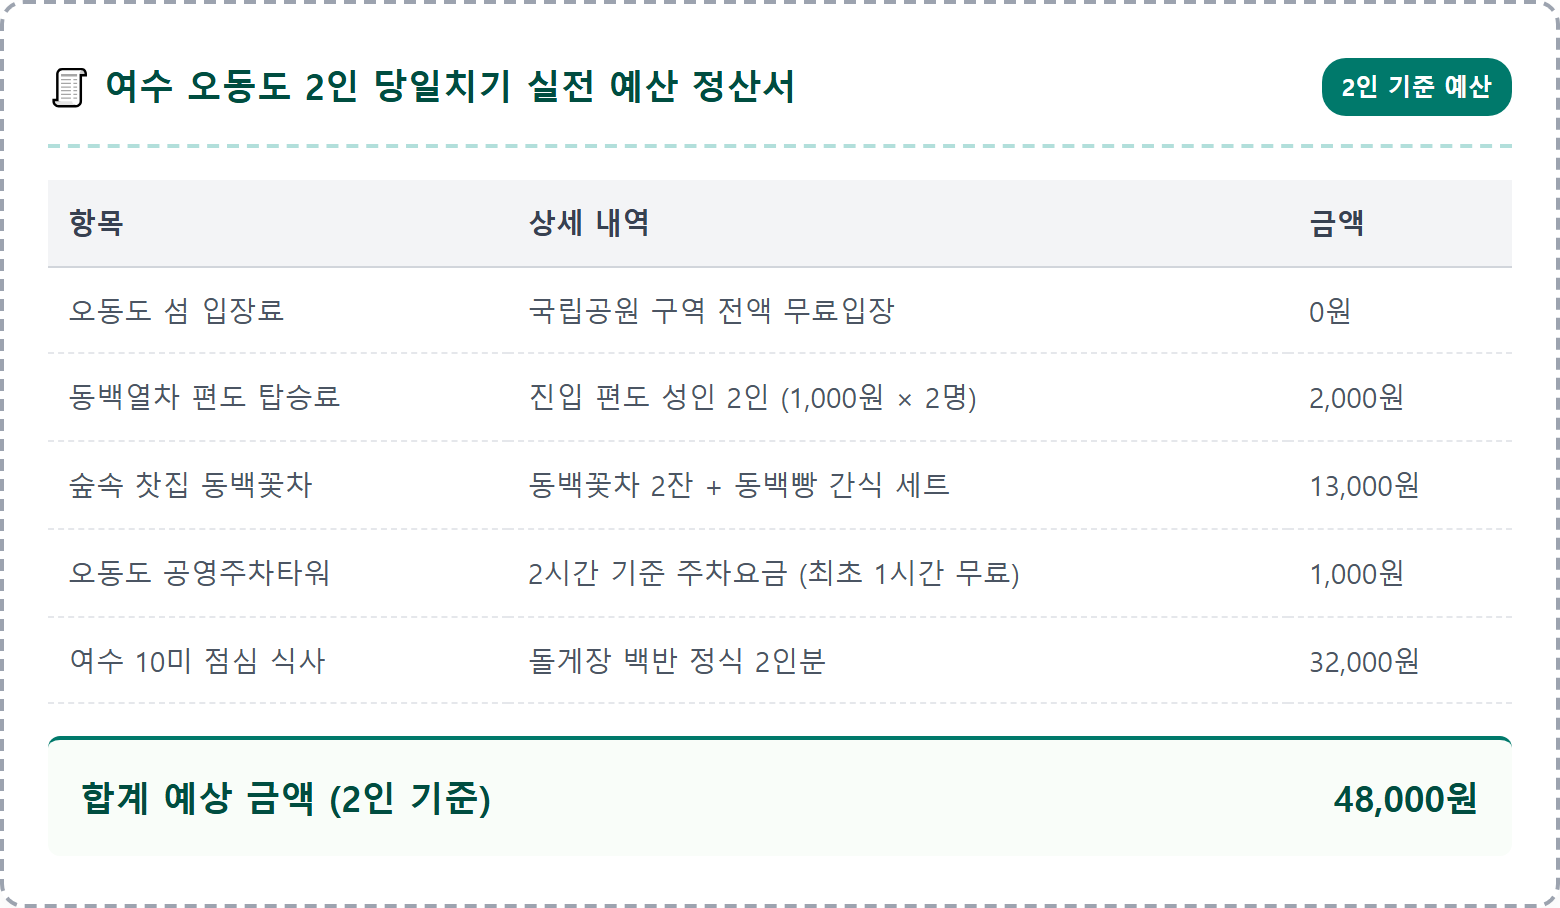 여수 오동도 2인 당일치기 실전 예산 정산서
2인 기준 예산
항목 상세 내역 금액
오동도 섬 입장료 국립공원 구역 전액 무료입장 0원
동백열차 편도 탑승료 진입 편도 성인 2인 (1,000원 × 2명) 2,000원
숲속 찻집 동백꽃차 동백꽃차 2잔 + 동백빵 간식 세트 13,000원
오동도 공영주차타워 2시간 기준 주차요금 (최초 1시간 무료) 1,000원
여수 10미 점심 식사 돌게장 백반 정식 2인분 32,000원
합계 예상 금액 (2인 기준) 48,000원